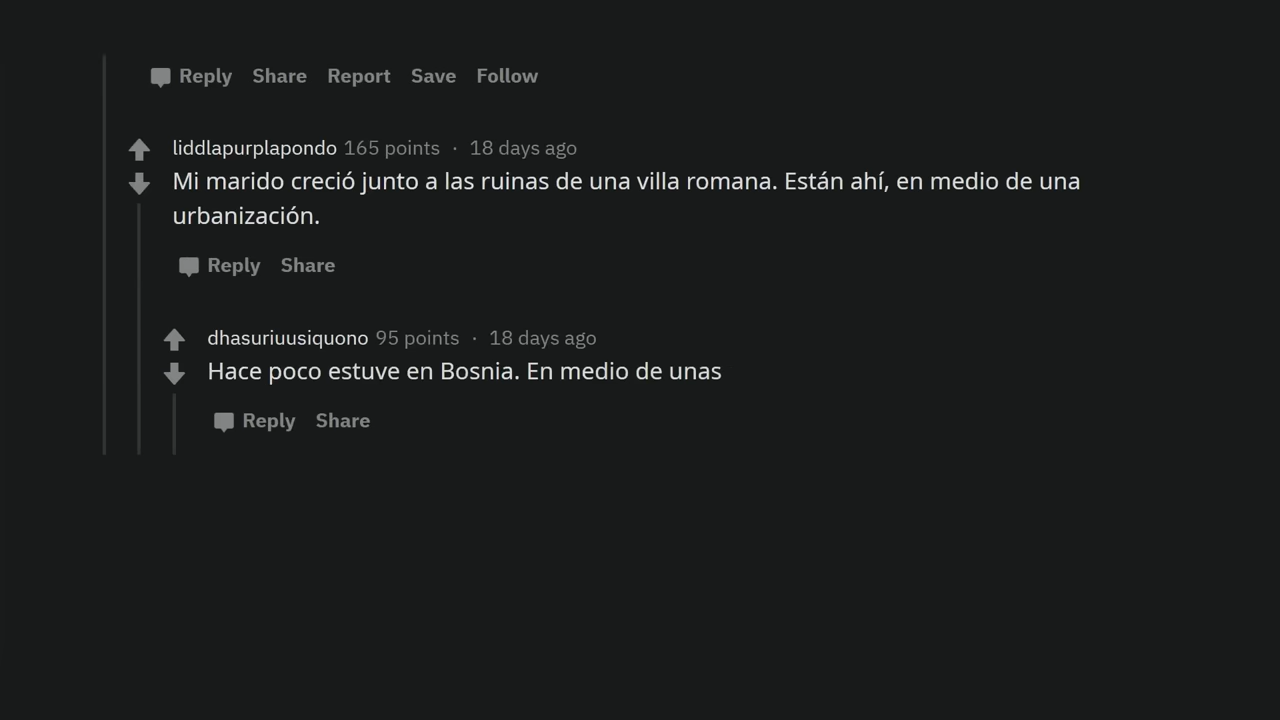 Reply Share Report Save Follow
liddlapurplapondo 165 points · 18 days ago
Mi marido creció junto a las ruinas de una villa romana. Están ahí, en medio de una
urbanización.
Reply Share
dhasuriuusiquono 95 points · 18 days ago
Hace poco estuve en Bosnia. En medio de unas
Reply Share